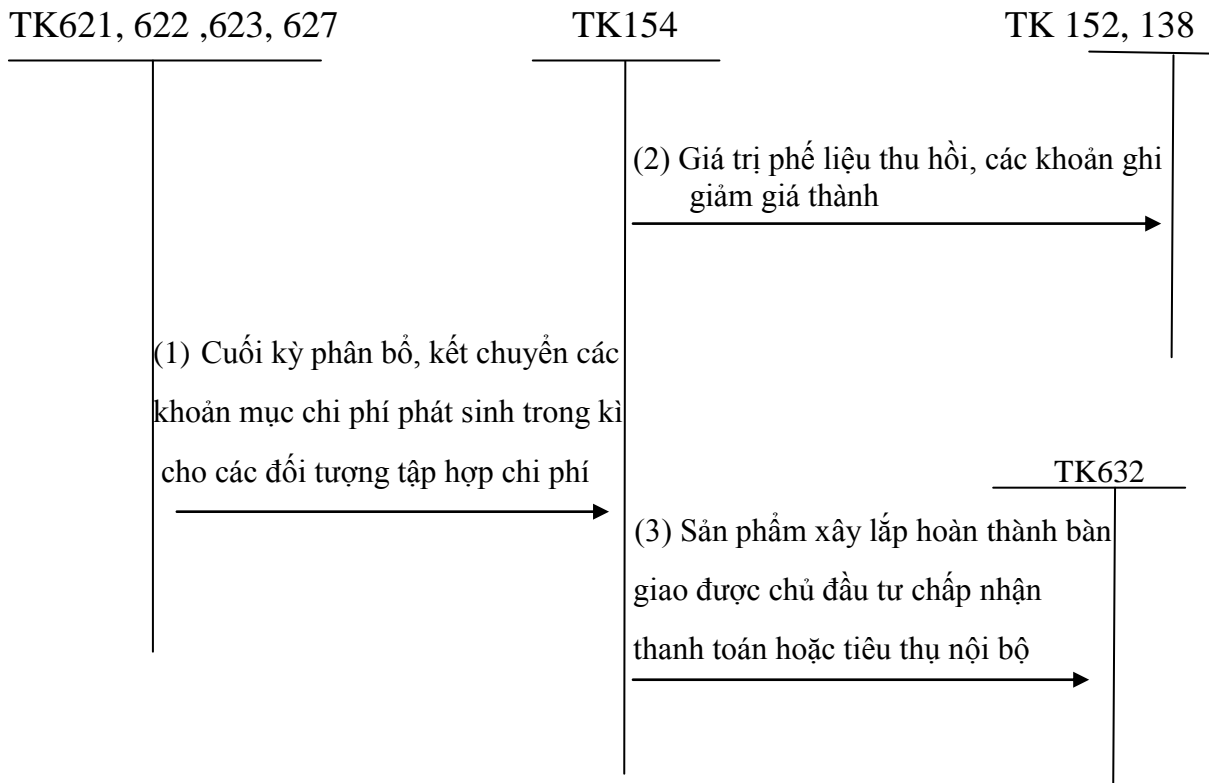 TK621, 622 ,623, 627
TK154
TK 152, 138
(2) Giá trị phế liệu thu hồi, các khoản ghi
giảm giá thành
(1) Cuối kỳ phân bổ, kết chuyển các
khoản mục chi phí phát sinh trong kì
cho các đối tượng tập hợp chi phí
TK632
(3) Sản phẩm xây lắp hoàn thành bàn
giao được chủ đầu tư chấp nhận
thanh toán hoặc tiêu thụ nội bộ